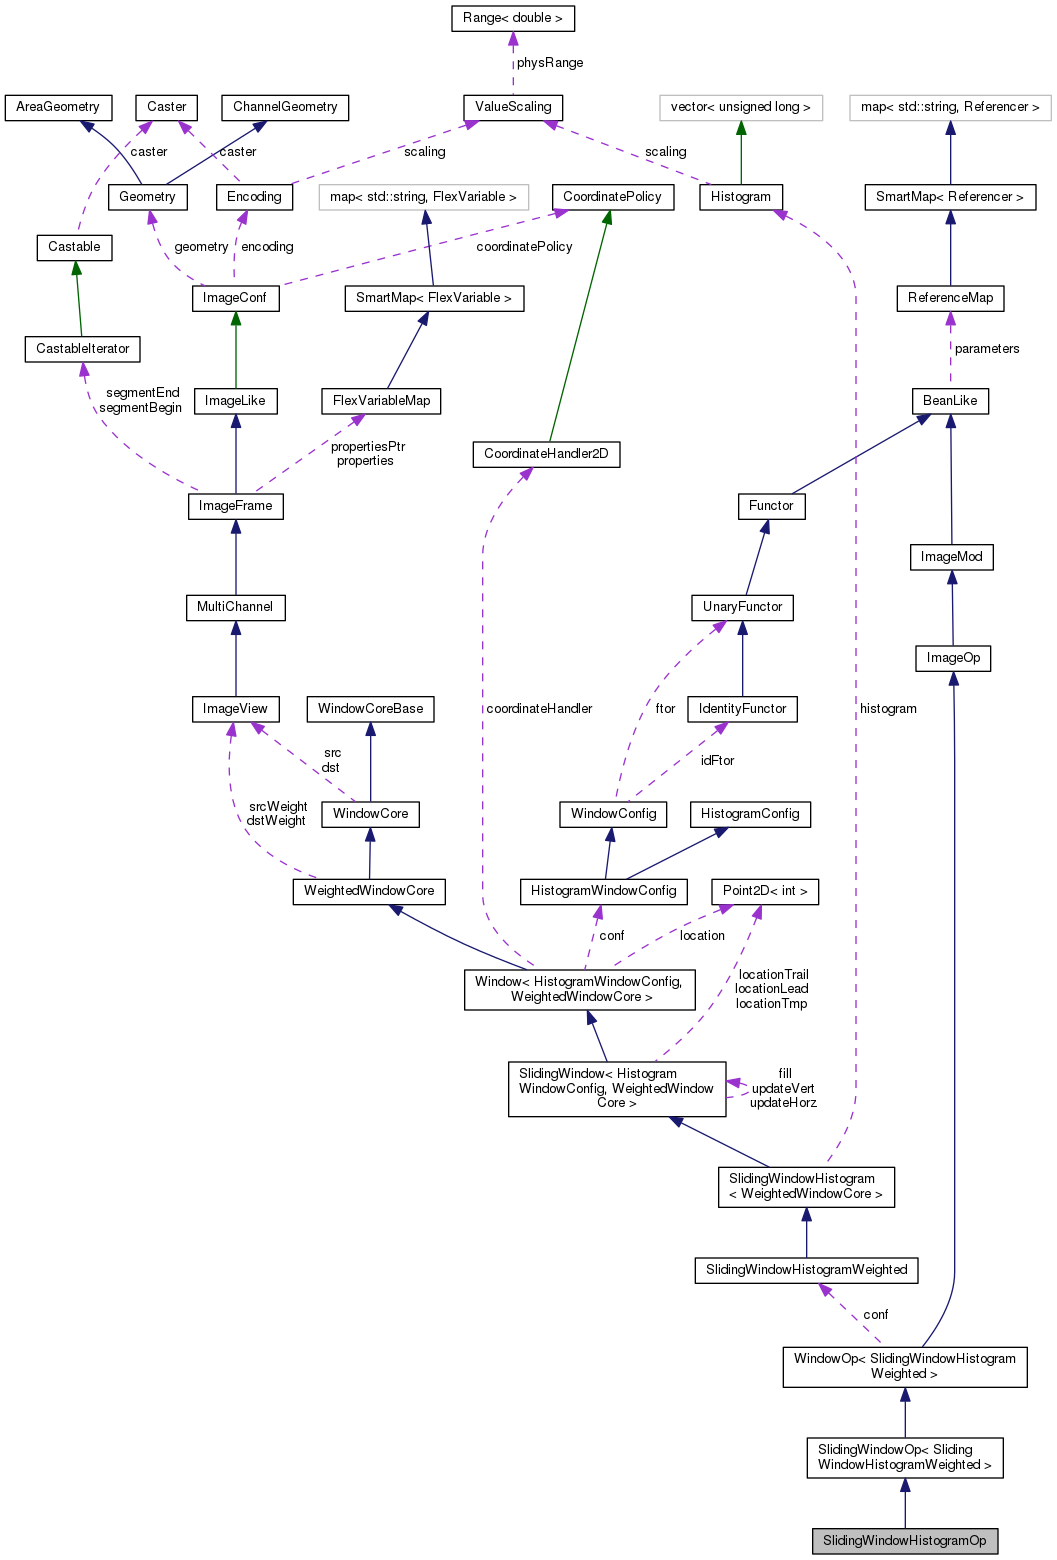 Range< double >
physRange
AreaGeometry
Caster
ChannelGeometry
ValueScaling
vector< unsigned long >
map< std::string, Referencer >
caster
caster
scaling
scaling
Geometry
Encoding
map< std::string, FlexVariable >
CoordinatePolicy
Histogram
SmartMap< Referencer >
Castable
geometry
encoding
coordinatePolicy
ImageConf
SmartMap< FlexVariable >
ReferenceMap
CastableIterator
parameters
segmentEnd
segmentBegin
ImageLike
FlexVariableMap
BeanLike
propertiesPtr
properties
CoordinateHandler2D
ImageFrame
Functor
ImageMod
MultiChannel
UnaryFunctor
ImageOp
ImageView
WindowCoreBase
coordinateHandler
ftor
IdentityFunctor
histogram
src
dst
idFtor
srcWeight
dstWeight
WindowCore
WindowConfig
HistogramConfig
WeightedWindowCore
HistogramWindowConfig
Point2D< int >
conf
location
Window< HistogramWindowConfig,
WeightedWindowCore >
locationTrail
locationLead
locationTmp
SlidingWindow< Histogram
WindowConfig, WeightedWindow
Core >
fill
updateVert
updateHorz
SlidingWindowHistogram
< WeightedWindowCore >
SlidingWindowHistogramWeighted
conf
WindowOp< SlidingWindowHistogram
Weighted >
SlidingWindowOp< Sliding
WindowHistogramWeighted >
SlidingWindowHistogramOp